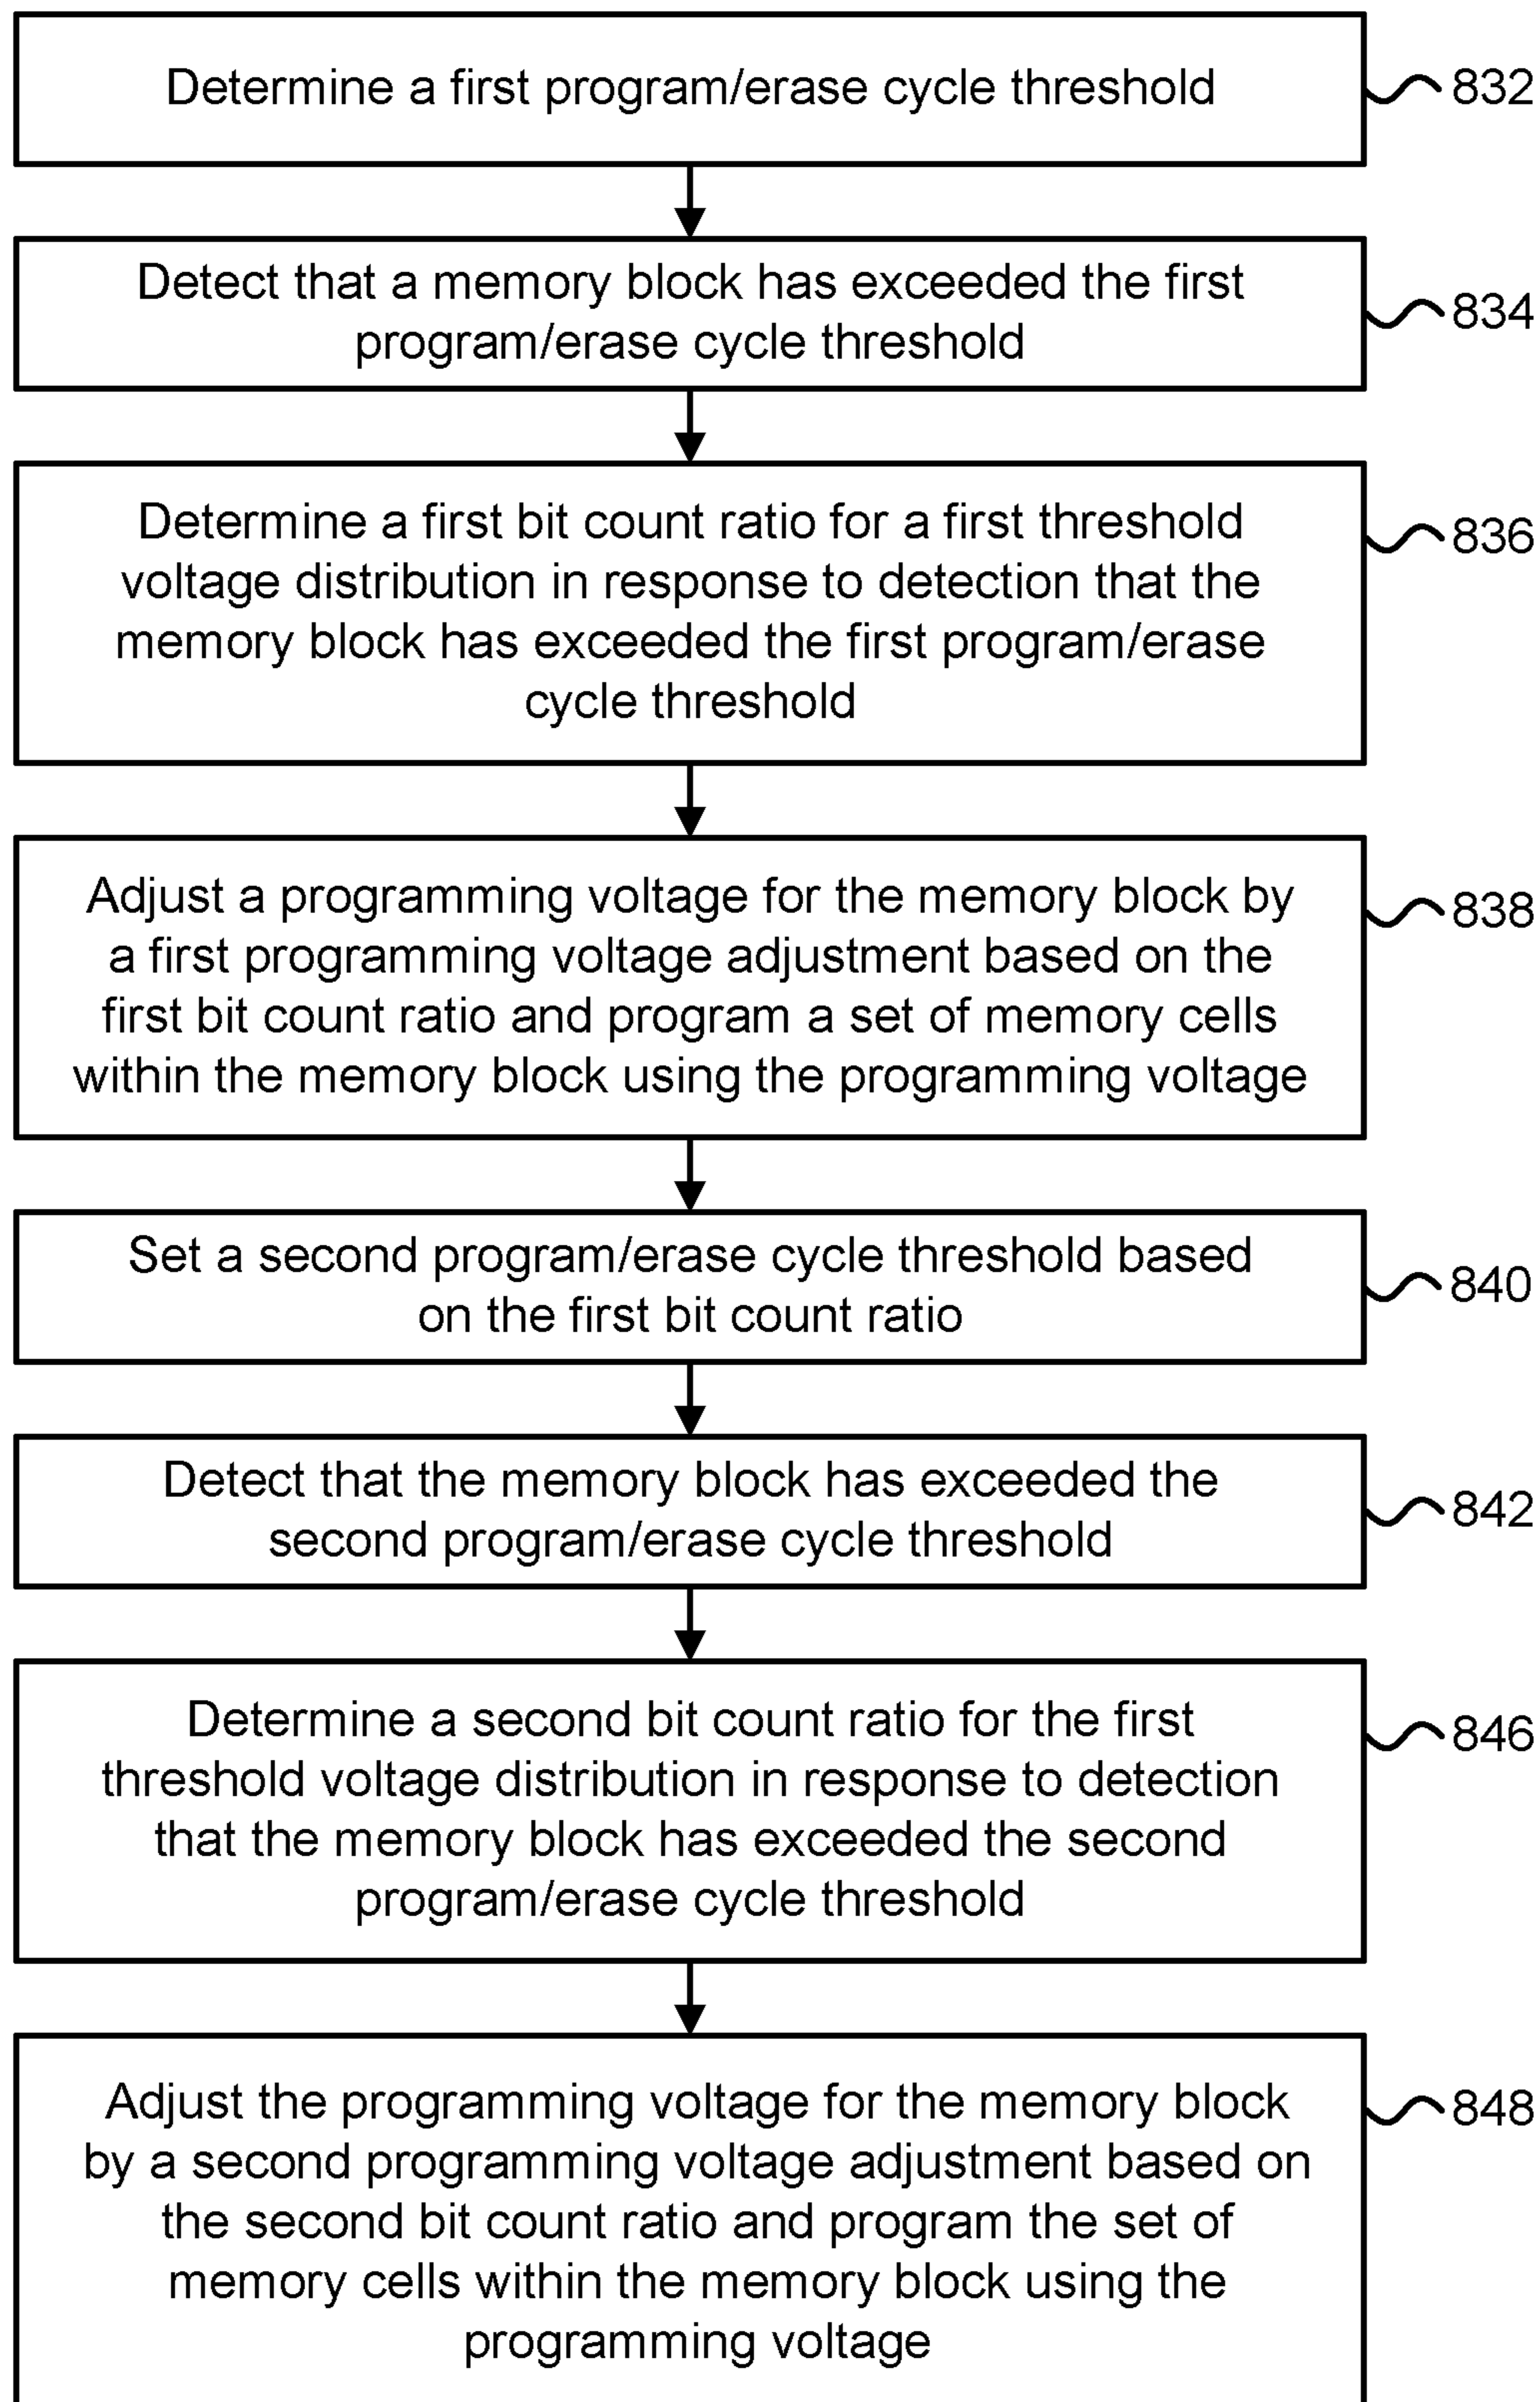 Determine a first program/erase cycle threshold
832
Detect that a memory block has exceeded the first
program/erase cycle threshold
834
Determine a first bit count ratio for a first threshold
voltage distribution in response to detection that the
memory block has exceeded the first program/erase
cycle threshold
836
Adjust a programming voltage for the memory block by
a first programming voltage adjustment based on the
first bit count ratio and program a set of memory cells
within the memory block using the programming voltage
838
Set a second program/erase cycle threshold based
on the first bit count ratio
840
Detect that the memory block has exceeded the
second program/erase cycle threshold
842
Determine a second bit count ratio for the first
threshold voltage distribution in response to detection
that the memory block has exceeded the second
program/erase cycle threshold
846
Adjust the programming voltage for the memory block
by a second programming voltage adjustment based on
the second bit count ratio and program the set of
memory cells within the memory block using the
programming voltage
848